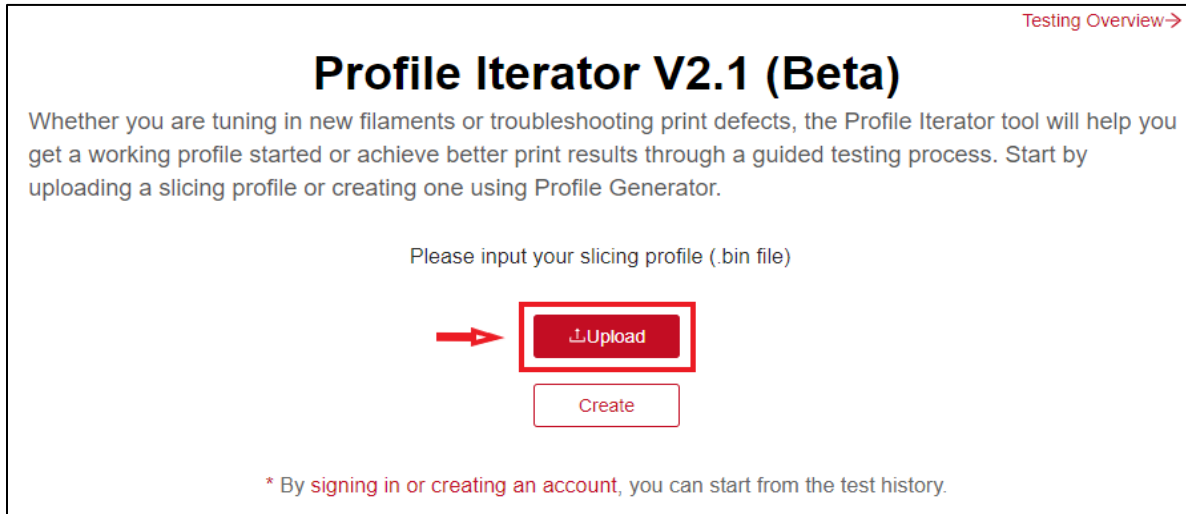 Testing Overview→
Profile Iterator V2.1 (Beta)
Whether you are tuning in new filaments or troubleshooting print defects, the Profile Iterator tool will help you
get a working profile started or achieve better print results through a guided testing process. Start by
uploading a slicing profile or creating one using Profile Generator.
Please input your slicing profile (.bin file)
Upload
Create
* By signing in or creating an account, you can start from the test history.